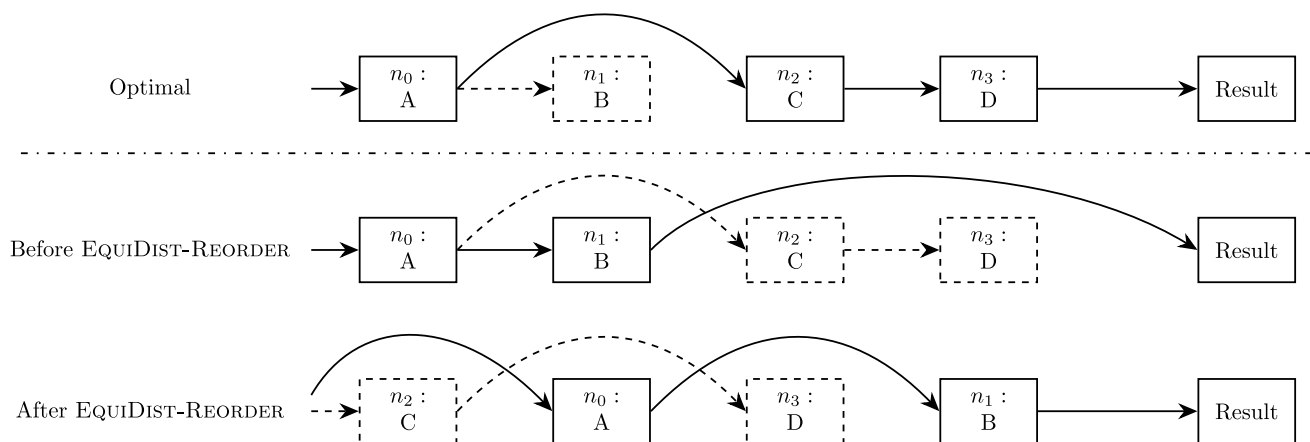 Optimal
n₀ :
A
n₁ :
B
n₂ :
C
n₃ :
D
Result
Before EQUIDIST-REORDER
n₀ :
A
n₁ :
B
n₂ :
C
n₃ :
D
Result
After EQUIDIST-REORDER
n₂ :
C
n₀ :
A
n₃ :
D
n₁ :
B
Result